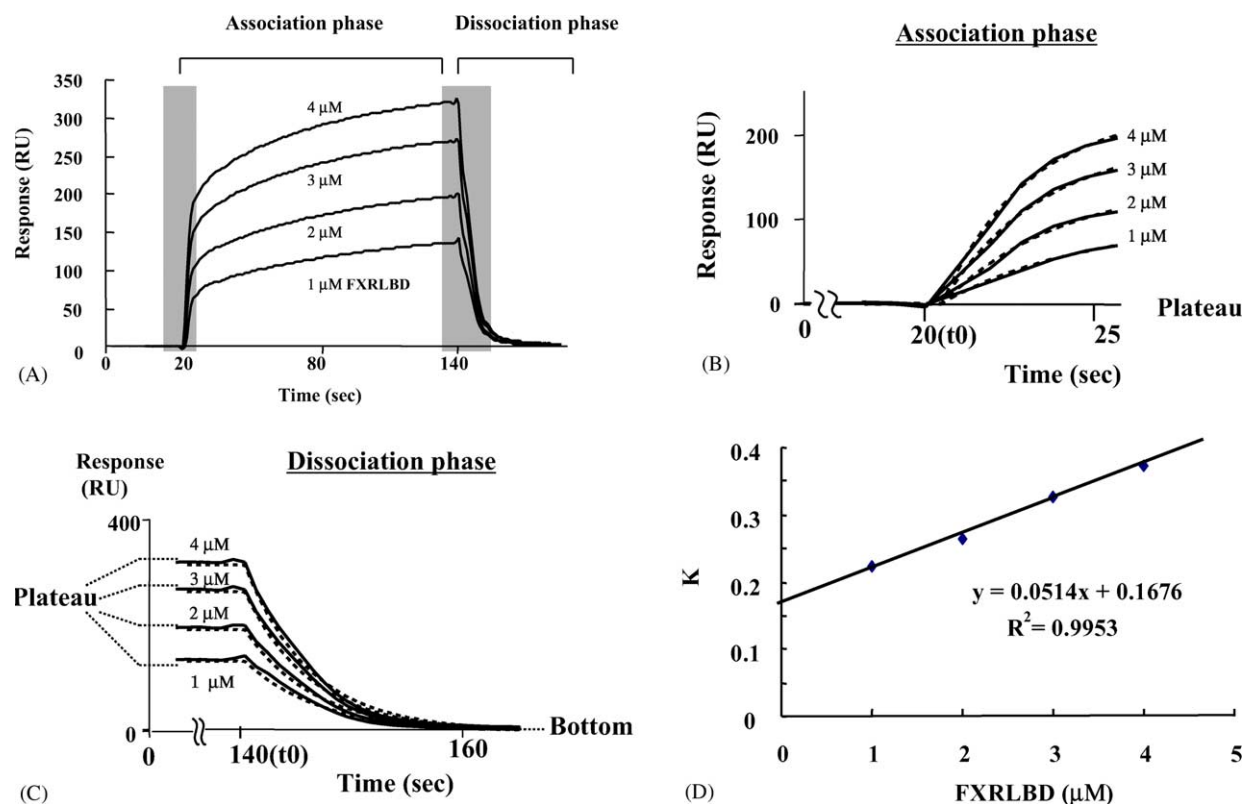 Association phase
Dissociation phase
350
300
250
200
150
100
50
0
Response (RU)
4 μM
3 μM
2 μM
1 μM FXRLBD
0
20
80
140
Time (sec)
(A)
Association phase
200
100
0
Response (RU)
4 μM
3 μM
2 μM
1 μM
Plateau
0
20(t0)
25
Time (sec)
(B)
Response
(RU)
Dissociation phase
400
4 μM
3 μM
Plateau
2 μM
1 μM
0
Bottom
0
140(t0)
160
Time (sec)
(C)
0.4
0.3
0.2
0.1
0
K
y = 0.0514x + 0.1676
R²= 0.9953
0
1
2
3
4
5
FXRLBD (μM)
(D)